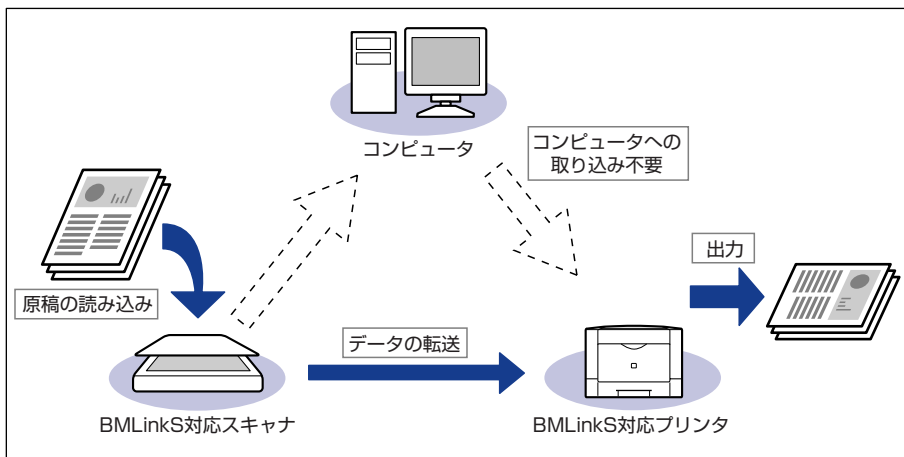 コンピュータ
コンピュータへの
取り込み不要
原稿の読み込み
データの転送
出力
BMLinkS対応スキャナ
BMLinkS対応プリンタ